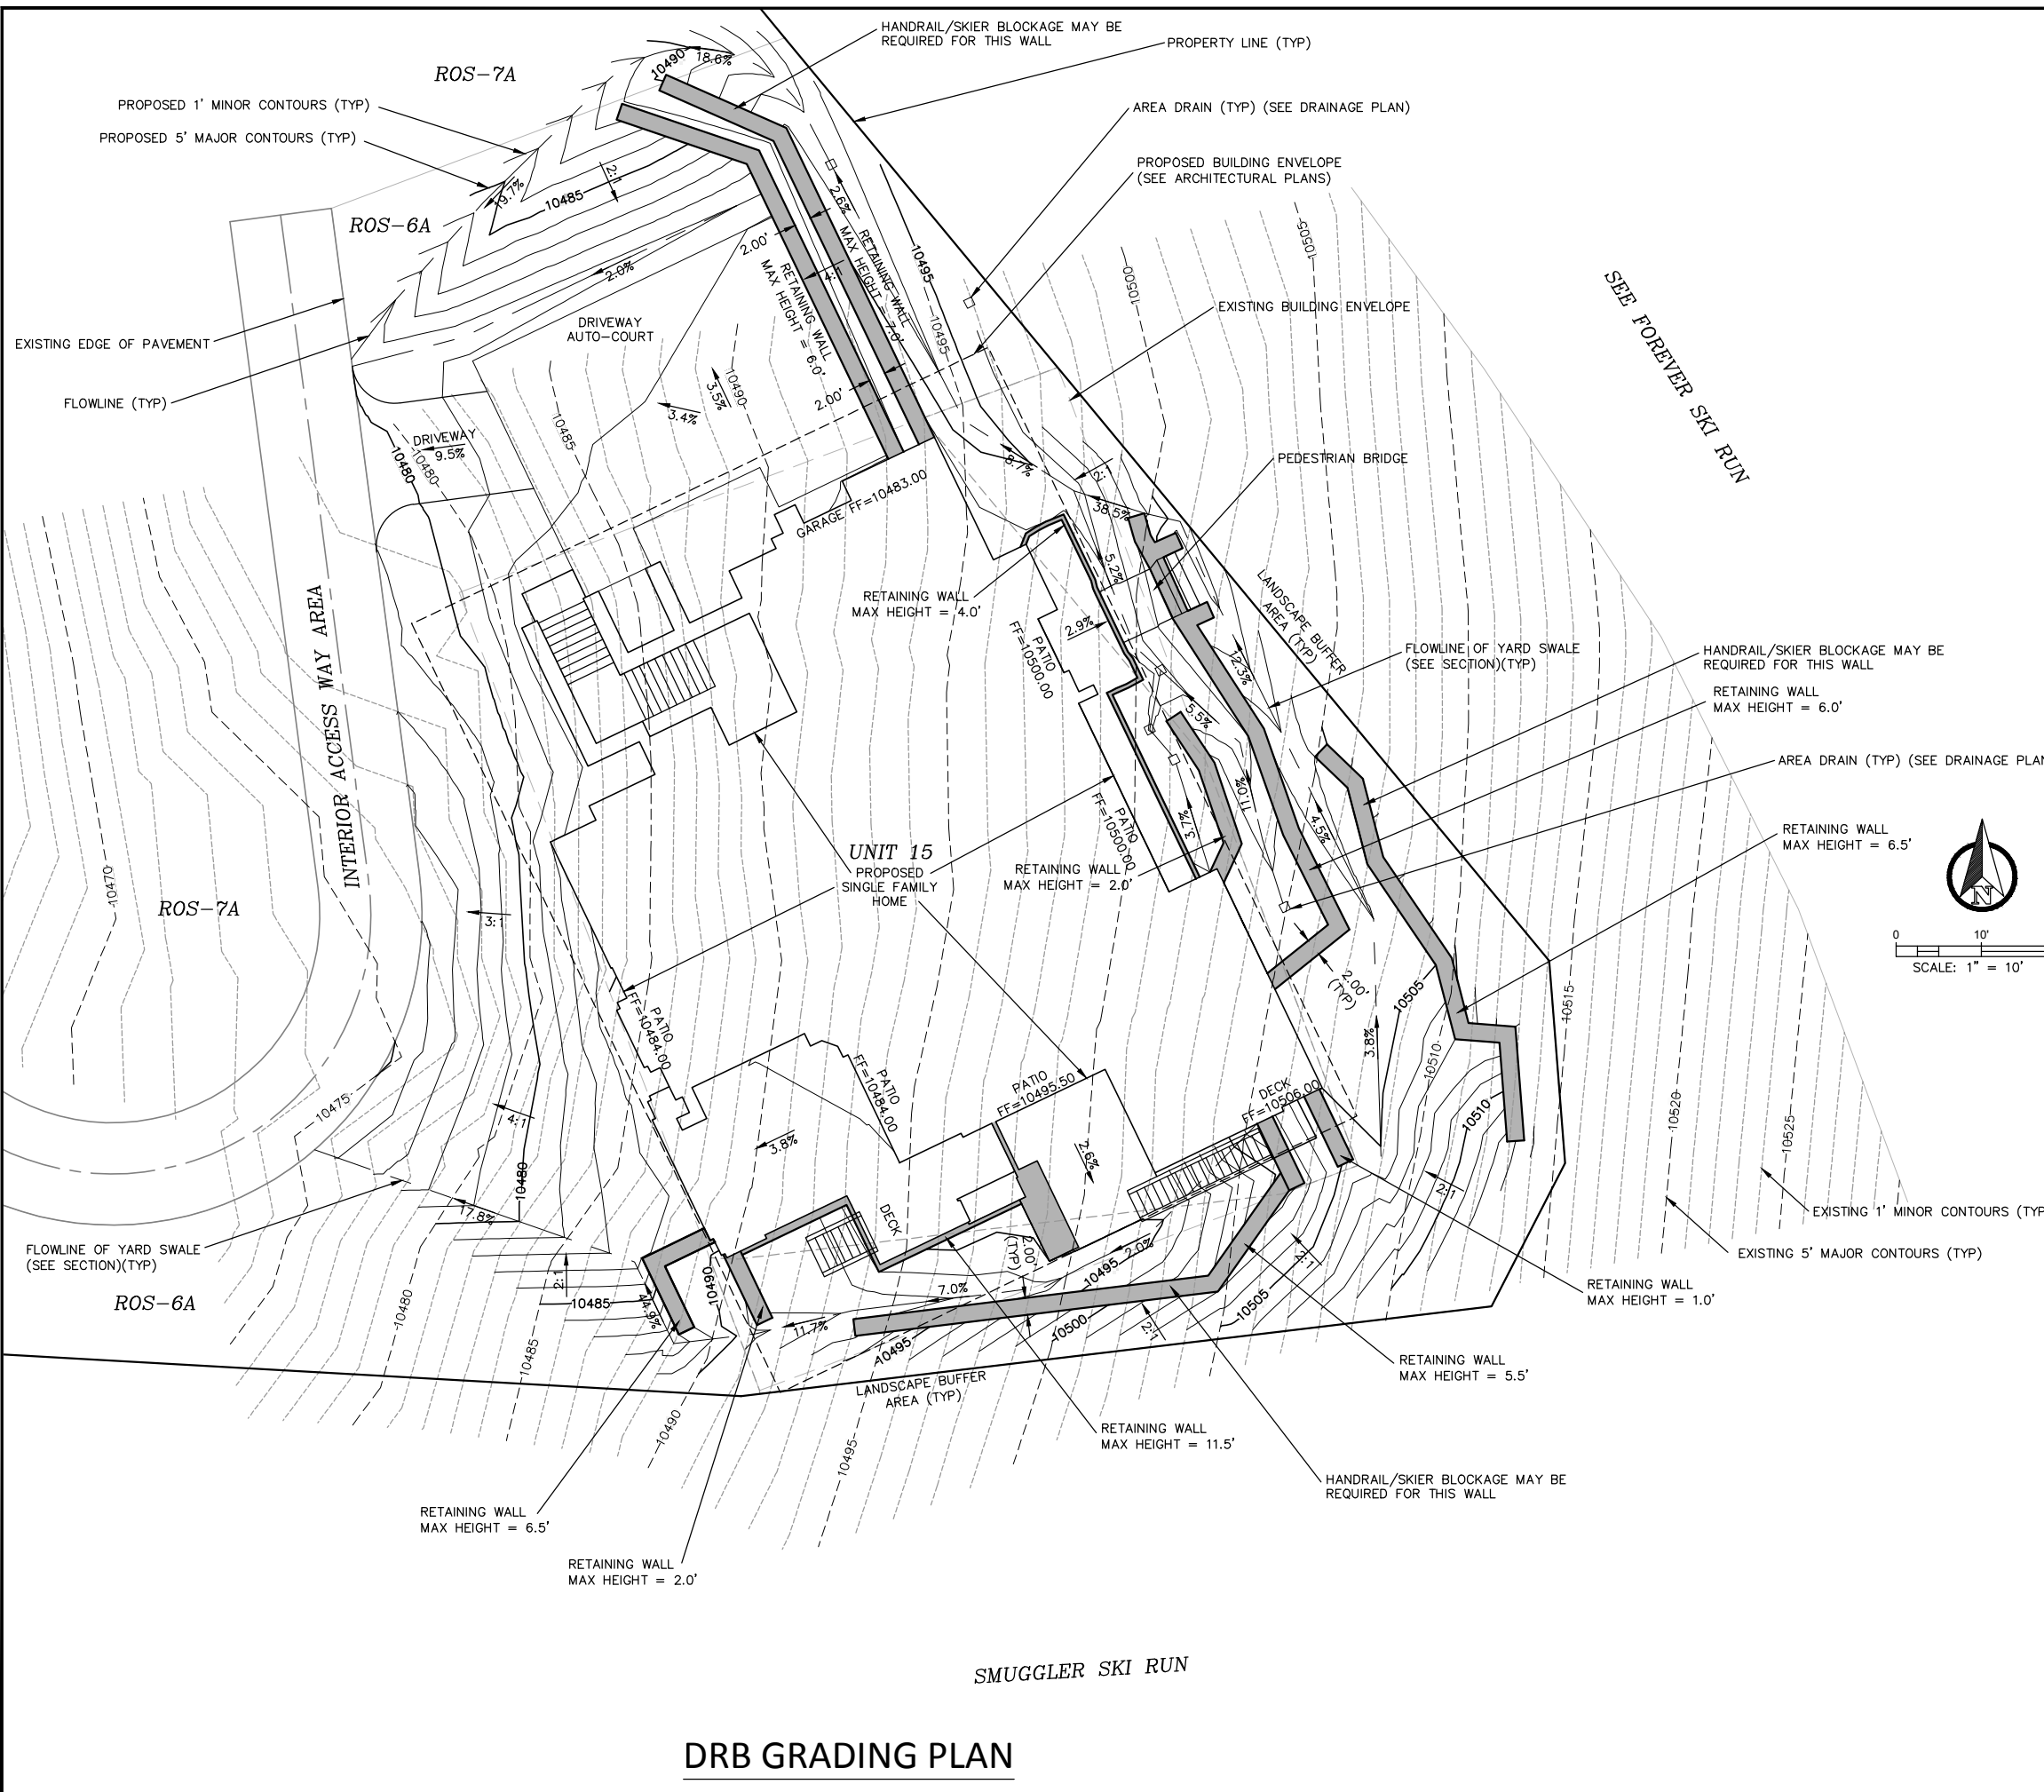 HANDRAIL/SKIER BLOCKAGE MAY BE
REQUIRED FOR THIS WALL
PROPERTY LINE (TYP)
ROS-7A
10490
18.6%
PROPOSED 1' MINOR CONTOURS (TYP)
PROPOSED 5' MAJOR CONTOURS (TYP)
AREA DRAIN (TYP) (SEE DRAINAGE PLAN)
PROPOSED BUILDING ENVELOPE
(SEE ARCHITECTURAL PLANS)
2:1
19.7%
10485
ROS-6A
2.6%
2.00'
2.0%
RETAINING WALL
MAX HEIGHT = 7.0'
RETAINING WALL
MAX HEIGHT = 6.0'
4:1
10495
10495
10500
10505
SEE FOREVER SKI RUN
EXISTING BUILDING ENVELOPE
DRIVEWAY
AUTO-COURT
EXISTING EDGE OF PAVEMENT
FLOWLINE (TYP)
3.5%
10490
3.4%
2.00'
10485
DRIVEWAY
9.5%
10480
10480
8.7%
2:1
PEDESTRIAN BRIDGE
GARAGE FF=10483.00
38.5%
5.2%
RETAINING WALL
MAX HEIGHT = 4.0'
LANDSCAPE BUFFER
AREA (TYP)
2.9%
PATIO
FF=10500.00
12.3%
FLOWLINE OF YARD SWALE
(SEE SECTION)(TYP)
HANDRAIL/SKIER BLOCKAGE MAY BE
REQUIRED FOR THIS WALL
RETAINING WALL
MAX HEIGHT = 6.0'
INTERIOR ACCESS WAY AREA
5.5%
11.0%
AREA DRAIN (TYP) (SEE DRAINAGE PLAN
3.7%
4.5%
PATIO
FF=10500.00
RETAINING WALL
MAX HEIGHT = 6.5'
UNIT 15
PROPOSED
SINGLE FAMILY
HOME
RETAINING WALL
MAX HEIGHT = 2.0'
10470
ROS-7A
3:1
N
0
10'
SCALE: 1" = 10'
2.00'
(TYP)
10505
10515
PATIO
FF=10484.00
3.8%
10510
PATIO
FF=10484.00
PATIO
FF=10495.50
DECK
FF=10506.00
10475
4:1
10510
10520
10525
3.8%
2.6%
2:1
10480
17.8%
EXISTING 1' MINOR CONTOURS (TYP
FLOWLINE OF YARD SWALE
(SEE SECTION)(TYP)
DECK
2.00'
(TYP)
2.0%
2:1
EXISTING 5' MAJOR CONTOURS (TYP)
2:1
10490
10495
7.0%
10505
RETAINING WALL
MAX HEIGHT = 1.0'
ROS-6A
10480
10485
44.9%
11.7%
10500
2:1
10485
10495
RETAINING WALL
MAX HEIGHT = 5.5'
LANDSCAPE BUFFER
AREA (TYP)
10490
10495
RETAINING WALL
MAX HEIGHT = 11.5'
HANDRAIL/SKIER BLOCKAGE MAY BE
REQUIRED FOR THIS WALL
RETAINING WALL
MAX HEIGHT = 6.5'
RETAINING WALL
MAX HEIGHT = 2.0'
SMUGGLER SKI RUN
DRB GRADING PLAN